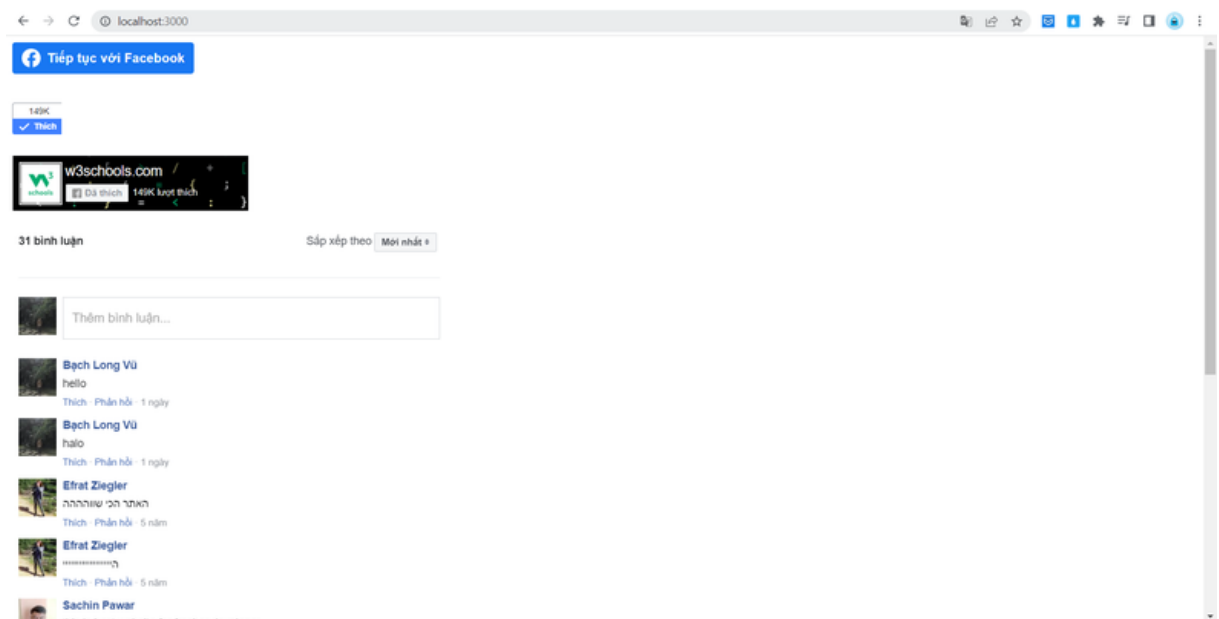 localhost:3000
Tiếp tục với Facebook
149K
Thích
w3schools.com
W3
schools
Đã thích 149K lượt thích
31 bình luận
Sắp xếp theo Mới nhất
Thêm bình luận...
Bạch Long Vũ
hello
Thích · Phản hồi · 1 ngày
Bạch Long Vũ
halo
Thích · Phản hồi · 1 ngày
Efrat Ziegler
האתר הכי שווהההה
Thích · Phản hồi · 5 năm
Efrat Ziegler
Thích · Phản hồi · 5 năm
Sachin Pawar